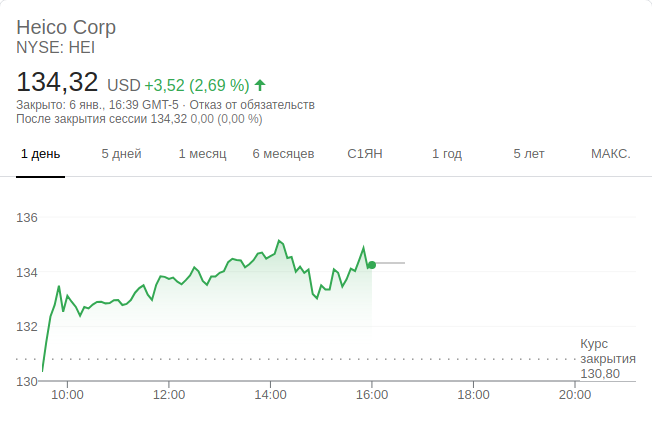 Heico Corp
NYSE: HEI
134,32 USD +3,52 (2,69 %)
Закрыто: 6 янв., 16:39 GMT-5 · Отказ от обязательств
После закрытия сессии 134,32 0,00 (0,00 %)
1 день 5 дней 1 месяц 6 месяцев С1ЯН 1 год 5 лет МАКС.
136
134
132
Курс
закрытия
130,80
130
10:00 12:00 14:00 16:00 18:00 20:00